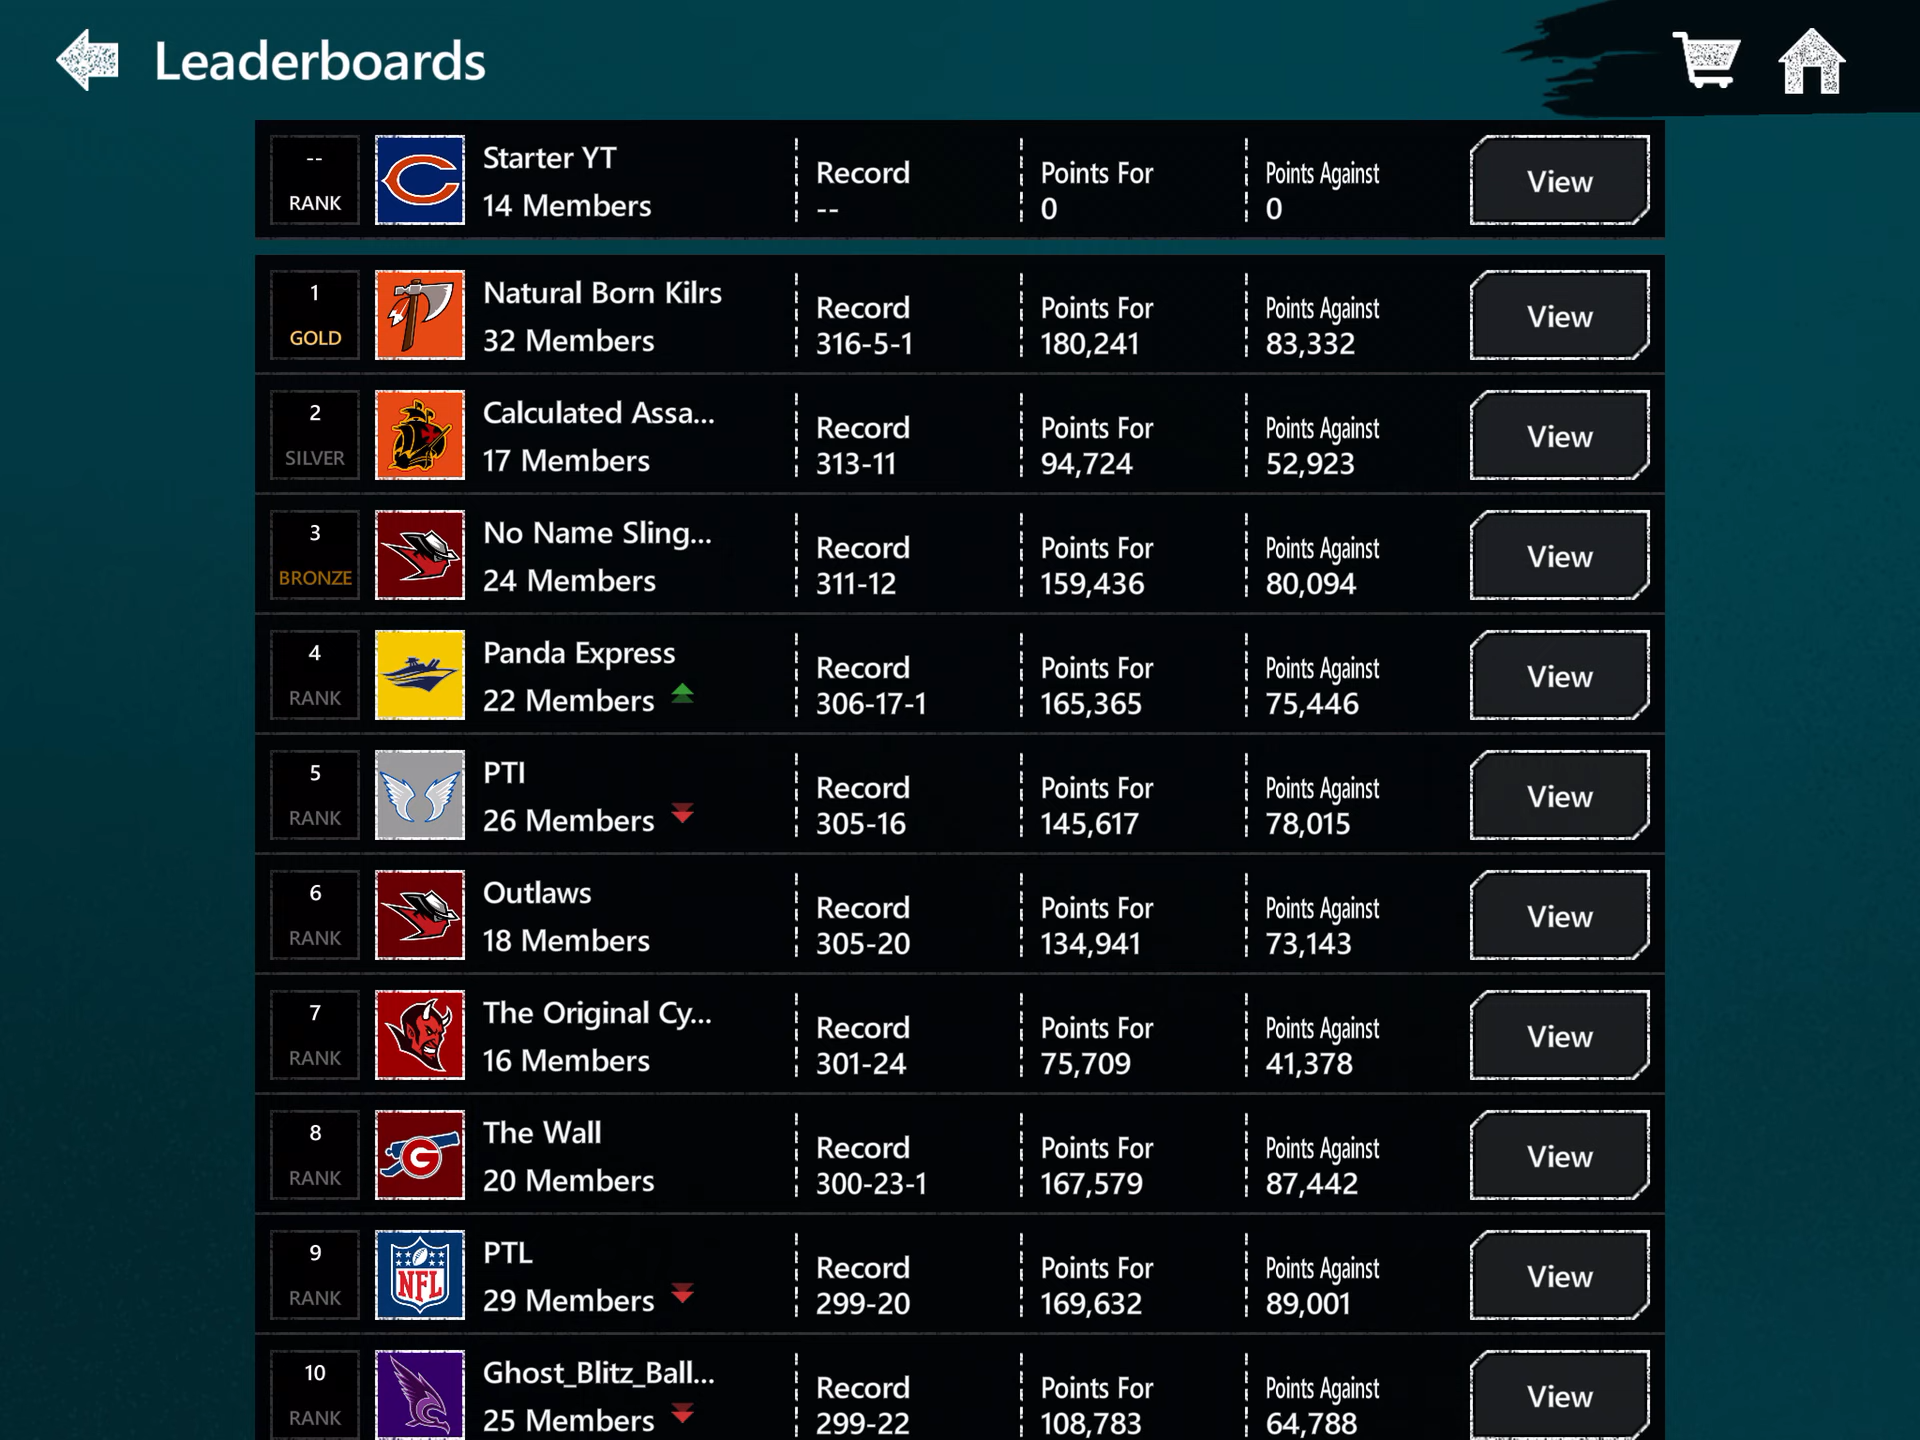 Leaderboards
--
RANK
Starter YT
14 Members
Record
--
Points For
0
Points Against
0
View
1
GOLD
Natural Born Kilrs
32 Members
Record
316-5-1
Points For
180,241
Points Against
83,332
View
2
SILVER
Calculated Assa...
17 Members
Record
313-11
Points For
94,724
Points Against
52,923
View
3
BRONZE
No Name Sling...
24 Members
Record
311-12
Points For
159,436
Points Against
80,094
View
4
RANK
Panda Express
22 Members
Record
306-17-1
Points For
165,365
Points Against
75,446
View
5
RANK
PTI
26 Members
Record
305-16
Points For
145,617
Points Against
78,015
View
6
RANK
Outlaws
18 Members
Record
305-20
Points For
134,941
Points Against
73,143
View
7
RANK
The Original Cy...
16 Members
Record
301-24
Points For
75,709
Points Against
41,378
View
8
RANK
G
The Wall
20 Members
Record
300-23-1
Points For
167,579
Points Against
87,442
View
9
RANK
NFL
PTL
29 Members
Record
299-20
Points For
169,632
Points Against
89,001
View
10
RANK
Ghost_Blitz_Ball...
25 Members
Record
299-22
Points For
108,783
Points Against
64,788
View